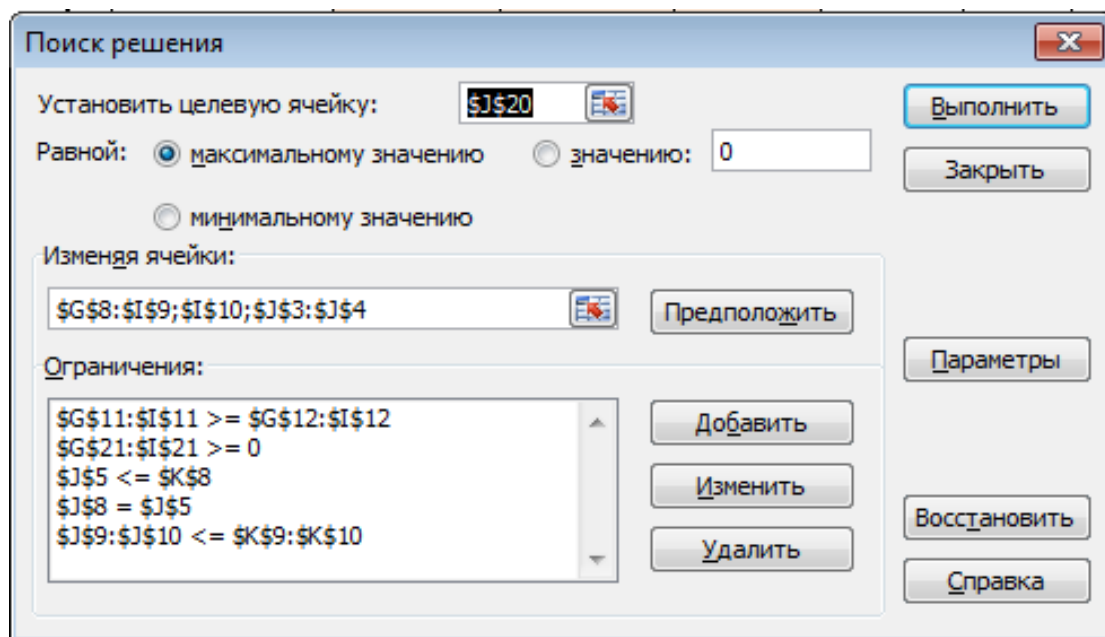 Поиск решения
Установить целевую ячейку: $J$20
Выполнить
Равной: максимальному значению значению: 0
Закрыть
минимальному значению
Изменяя ячейки:
$G$8:$I$9;$I$10;$J$3:$J$4
Предположить
Параметры
Ограничения:
$G$11:$I$11 >= $G$12:$I$12
$G$21:$I$21 >= 0
$J$5 <= $K$8
$J$8 = $J$5
$J$9:$J$10 <= $K$9:$K$10
Добавить
Изменить
Удалить
Восстановить
Справка